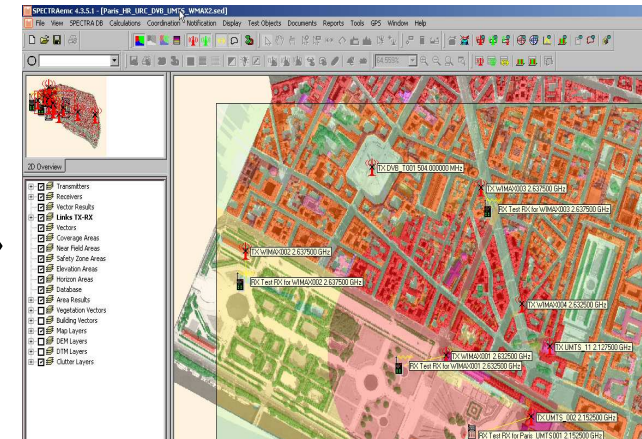 SPECTRAemc 4.3.5.1 - [Paris_HR_URC_DVB_UMTS_WMAX2.sed]
File View SPECTRA DB Calculations Coordination Notification Display Test Objects Documents Reports Tools GPS Window Help
2D Overview
Transmitters
Receivers
Vector Results
Links TX-RX
Vectors
Coverage Areas
Near Field Areas
Safety Zone Areas
Elevation Areas
Horizon Areas
Database
Area Results
Vegetation Vectors
Building Vectors
Map Layers
DEM Layers
DTM Layers
Clutter Layers
TX DVB_T001 504.000000 MHz
TX WIMAX003 2.637500 GHz
RX Test RX for WIMAX003 2.637500 GHz
TX WIMAX002 2.637500 GHz
RX Test RX for WIMAX002 2.637500 GHz
TX WIMAX004 2.632500 GHz
TX UMTS_11 2.127500 GHz
TX WIMAX001 2.632500 GHz
RX Test RX for WIMAX001 2.632500 GHz
TX UMTS_002 2.152500 GHz
RX Test RX for Paris_UMTS001 2.152500 GHz